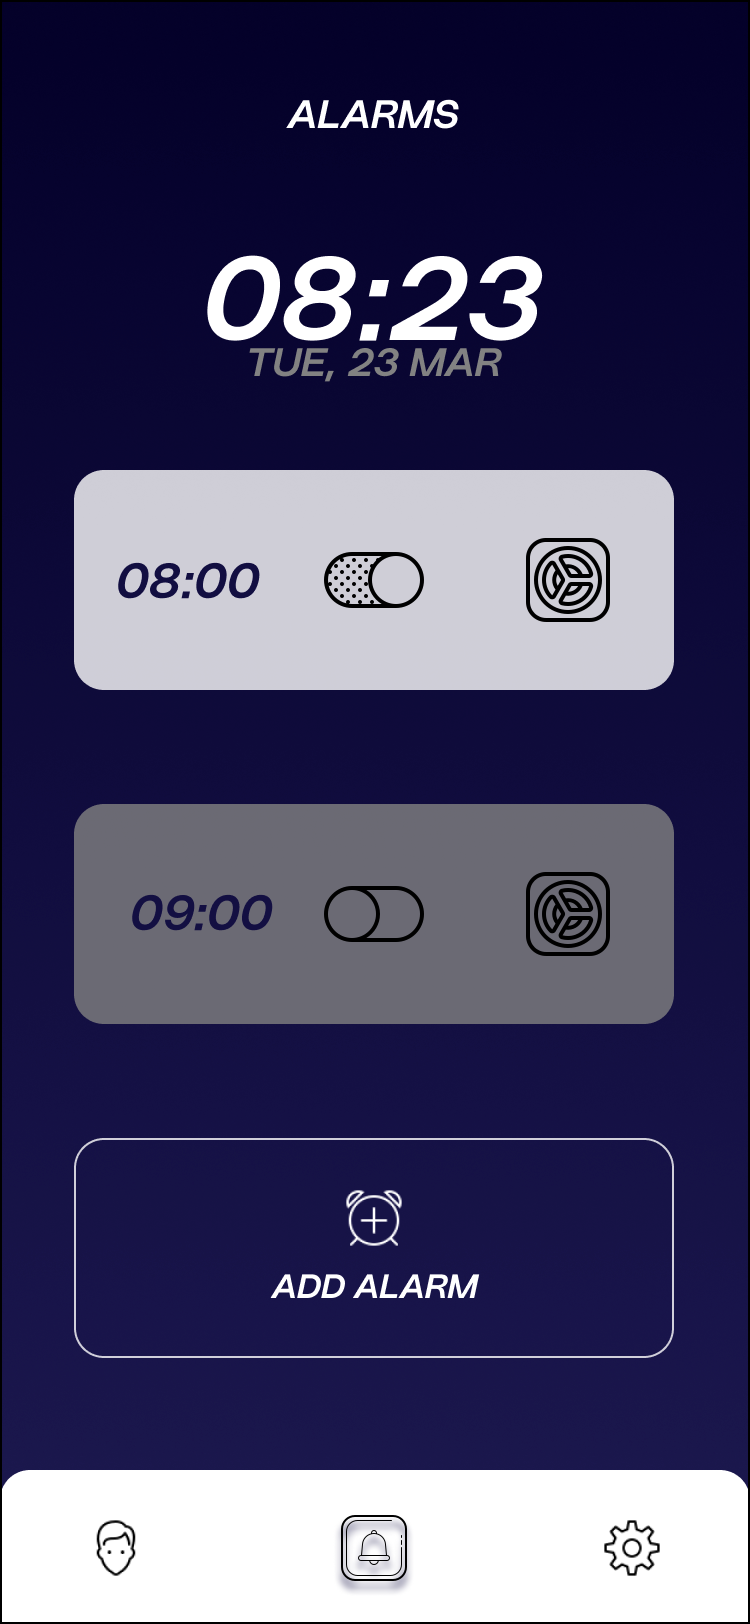 ALARMS
08:23
TUE, 23 MAR
08:00
09:00
ADD ALARM